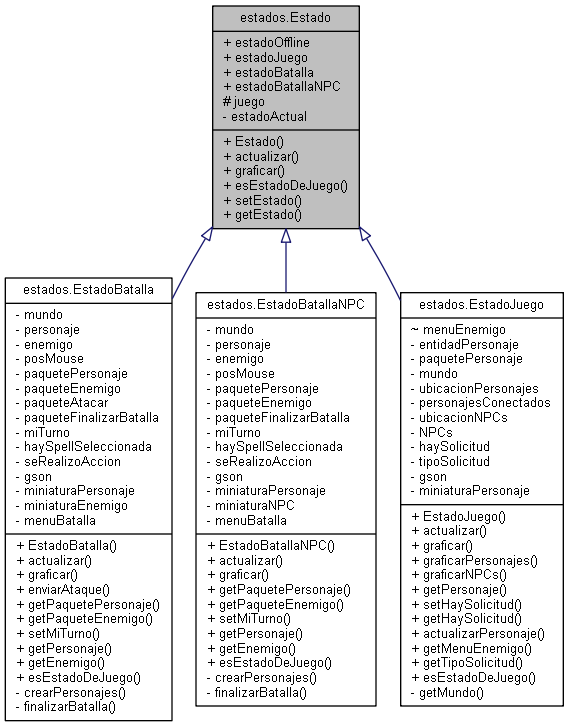 estados.Estado
+ estadoOffline
+ estadoJuego
+ estadoBatalla
+ estadoBatallaNPC
# juego
- estadoActual
+ Estado()
+ actualizar()
+ graficar()
+ esEstadoDeJuego()
+ setEstado()
+ getEstado()
estados.EstadoBatalla
- mundo
- personaje
- enemigo
- posMouse
- paquetePersonaje
- paqueteEnemigo
- paqueteAtacar
- paqueteFinalizarBatalla
- miTurno
- haySpellSeleccionada
- seRealizoAccion
- gson
- miniaturaPersonaje
- miniaturaEnemigo
- menuBatalla
+ EstadoBatalla()
+ actualizar()
+ graficar()
+ enviarAtaque()
+ getPaquetePersonaje()
+ getPaqueteEnemigo()
+ setMiTurno()
+ getPersonaje()
+ getEnemigo()
+ esEstadoDeJuego()
- crearPersonajes()
- finalizarBatalla()
estados.EstadoBatallaNPC
- mundo
- personaje
- enemigo
- posMouse
- paquetePersonaje
- paqueteEnemigo
- paqueteFinalizarBatalla
- miTurno
- haySpellSeleccionada
- seRealizoAccion
- gson
- miniaturaPersonaje
- miniaturaNPC
- menuBatalla
+ EstadoBatallaNPC()
+ actualizar()
+ graficar()
+ getPaquetePersonaje()
+ getPaqueteEnemigo()
+ setMiTurno()
+ getPersonaje()
+ getEnemigo()
+ esEstadoDeJuego()
- crearPersonajes()
- finalizarBatalla()
estados.EstadoJuego
~ menuEnemigo
- entidadPersonaje
- paquetePersonaje
- mundo
- ubicacionPersonajes
- personajesConectados
- ubicacionNPCs
- NPCs
- haySolicitud
- tipoSolicitud
- gson
- miniaturaPersonaje
+ EstadoJuego()
+ actualizar()
+ graficar()
+ graficarPersonajes()
+ graficarNPCs()
+ getPersonaje()
+ setHaySolicitud()
+ getHaySolicitud()
+ actualizarPersonaje()
+ getMenuEnemigo()
+ getTipoSolicitud()
+ esEstadoDeJuego()
- getMundo()